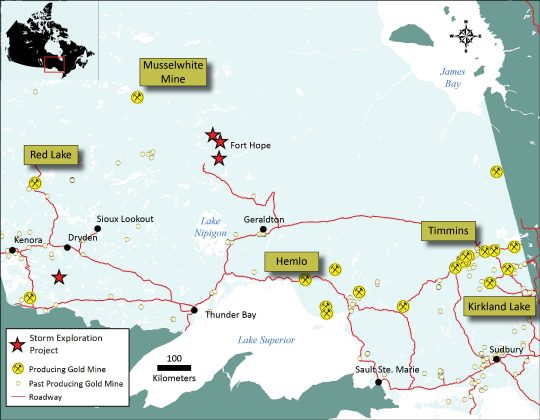 Musselwhite
Mine
James
Bay
N
Fort Hope
Red Lake
Sioux Lookout
Lake
Nipigon
Geraldton
Timmins
Kenora
Dryden
Hemlo
Kirkland Lake
Thunder Bay
Lake Superior
Sault Ste. Marie
Sudbury
100
Kilometers
Storm Exploration
Project
Producing Gold Mine
Past Producing Gold Mine
Roadway